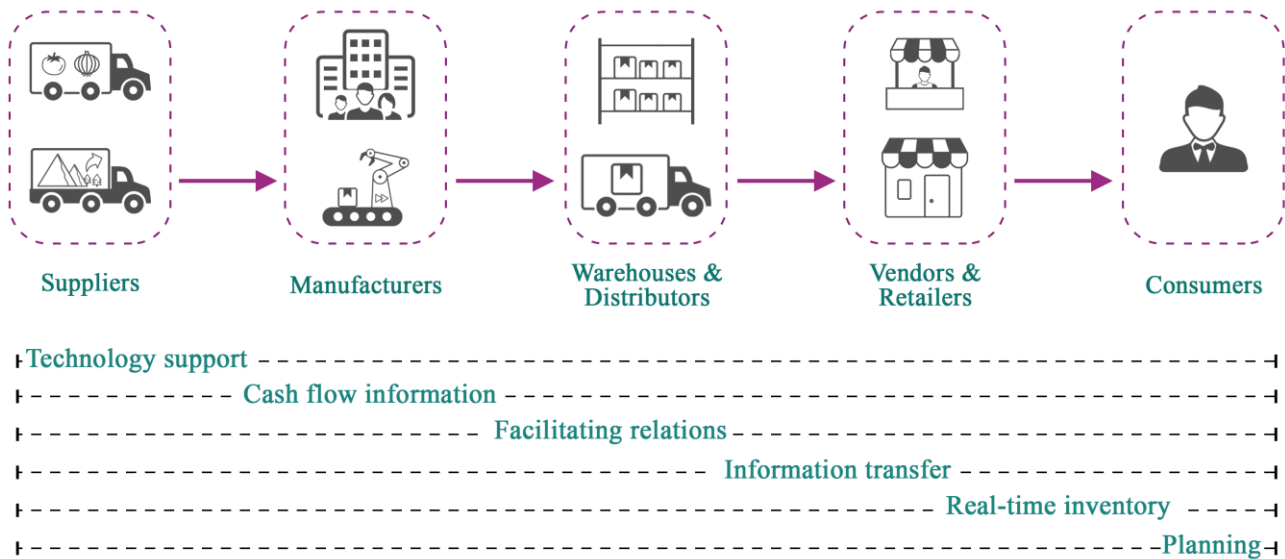 Suppliers
Manufacturers
Warehouses &
Distributors
Vendors &
Retailers
Consumers
Technology support
Cash flow information
Facilitating relations
Information transfer
Real-time inventory
Planning